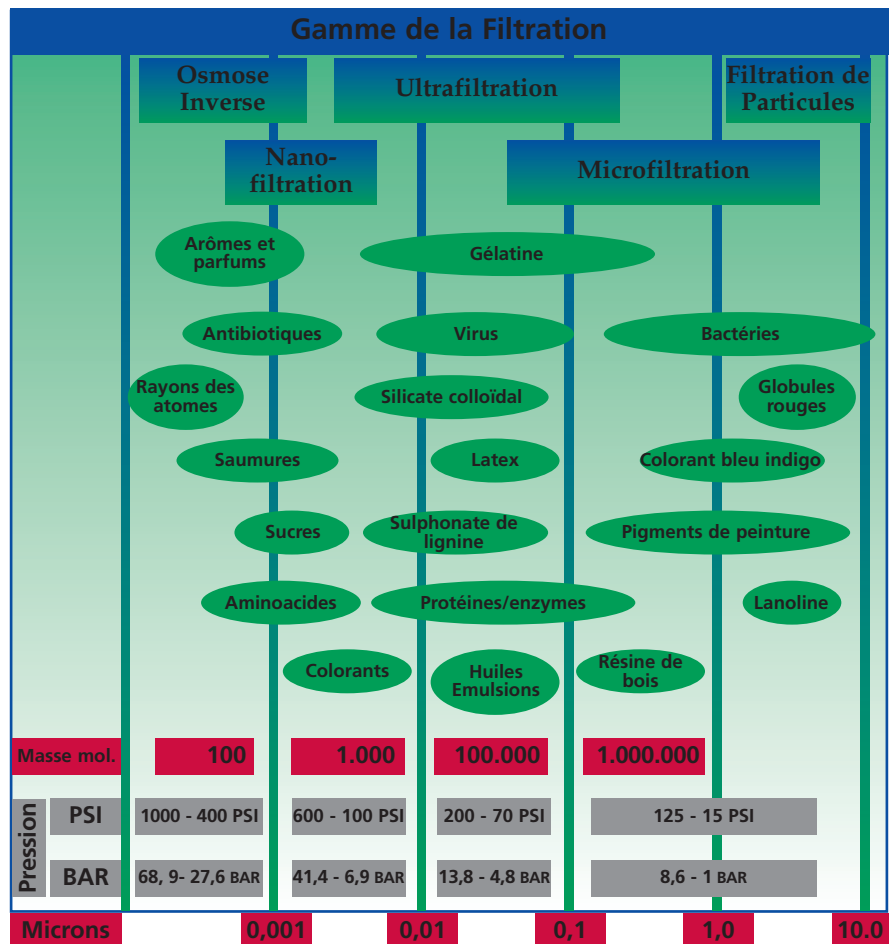 Gamme de la Filtration
Osmose
Inverse
Ultrafiltration
Filtration de
Particules
Nano-
filtration
Microfiltration
Arômes et
parfums
Gélatine
Antibiotiques
Virus
Bactéries
Rayons des
atomes
Silicate colloïdal
Globules
rouges
Saumures
Latex
Colorant bleu indigo
Sucres
Sulphonate de
lignine
Pigments de peinture
Aminoacides
Protéines/enzymes
Lanoline
Colorants
Huiles
Emulsions
Résine de
bois
Masse mol.
100
1.000
100.000
1.000.000
Pression
PSI
1000 - 400 PSI
600 - 100 PSI
200 - 70 PSI
125 - 15 PSI
BAR
68, 9- 27,6 BAR
41,4 - 6,9 BAR
13,8 - 4,8 BAR
8,6 - 1 BAR
Microns
0,001
0,01
0,1
1,0
10.0